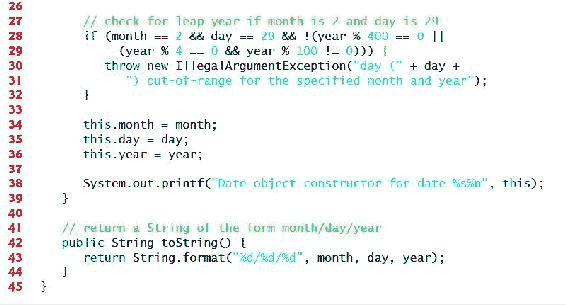 26
27 // check for leap year if month is 2 and day is 29
28 if (month == 2 && day == 29 && !(year % 400 == 0 ||
29 (year % 4 == 0 && year % 100 != 0))) {
30 throw new IllegalArgumentException("day (" + day +
31 ") out-of-range for the specified month and year");
32 }
33
34 this.month = month;
35 this.day = day;
36 this.year = year;
37
38 System.out.printf("Date object constructor for date %s%n", this);
39 }
40
41 // return a String of the form month/day/year
42 public String toString() {
43 return String.format("%d/%d/%d", month, day, year);
44 }
45 }